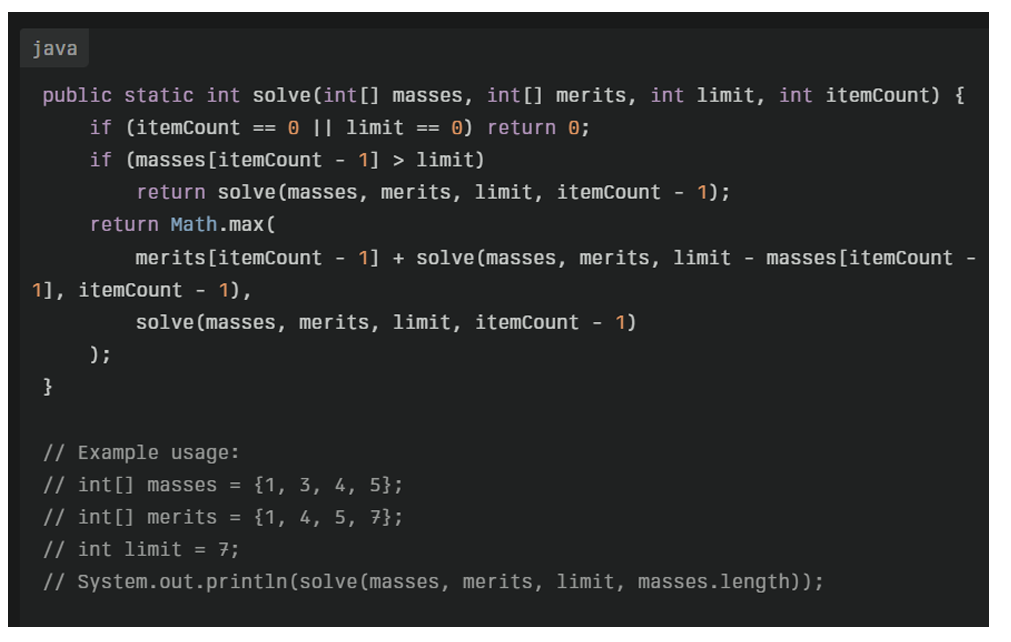 java
public static int solve(int[] masses, int[] merits, int limit, int itemCount) {
    if (itemCount == 0 || limit == 0) return 0;
    if (masses[itemCount - 1] > limit)
        return solve(masses, merits, limit, itemCount - 1);
    return Math.max(
        merits[itemCount - 1] + solve(masses, merits, limit - masses[itemCount -
1], itemCount - 1),
        solve(masses, merits, limit, itemCount - 1)
    );
}
// Example usage:
// int[] masses = {1, 3, 4, 5};
// int[] merits = {1, 4, 5, 7};
// int limit = 7;
// System.out.println(solve(masses, merits, limit, masses.length));